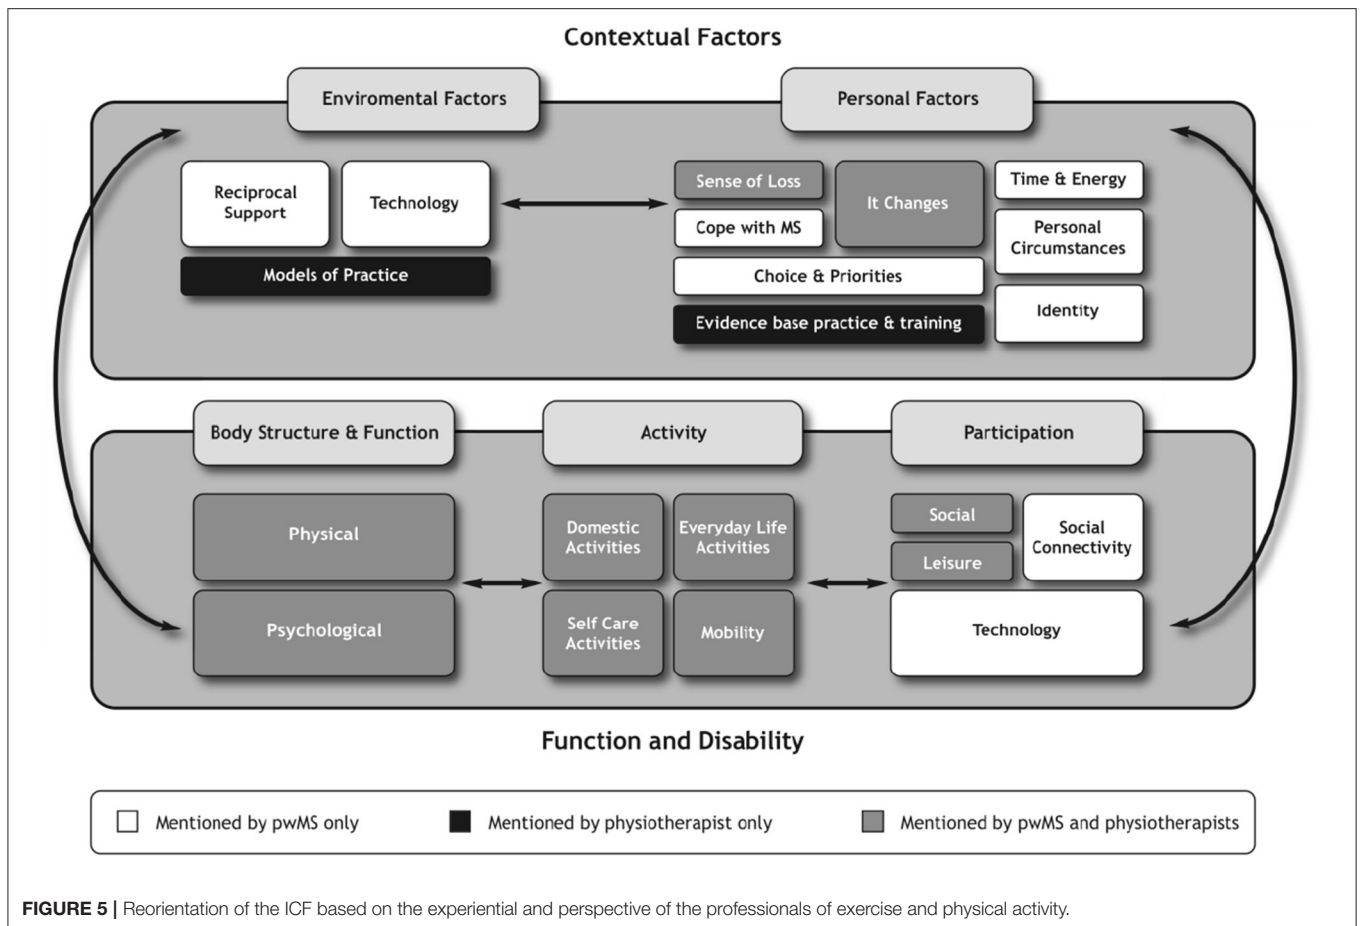 Contextual Factors
Enviromental Factors
Personal Factors
Reciprocal
Support
Technology
Models of Practice
Sense of Loss
Cope with MS
It Changes
Choice & Priorities
Evidence base practice & training
Time & Energy
Personal
Circumstances
Identity
Body Structure & Function
Activity
Participation
Physical
Psychological
Domestic
Activities
Everyday Life
Activities
Self Care
Activities
Mobility
Social
Leisure
Social
Connectivity
Technology
Function and Disability
Mentioned by pwMS only
Mentioned by physiotherapist only
Mentioned by pwMS and physiotherapists
FIGURE 5 | Reorientation of the ICF based on the experiential and perspective of the professionals of exercise and physical activity.